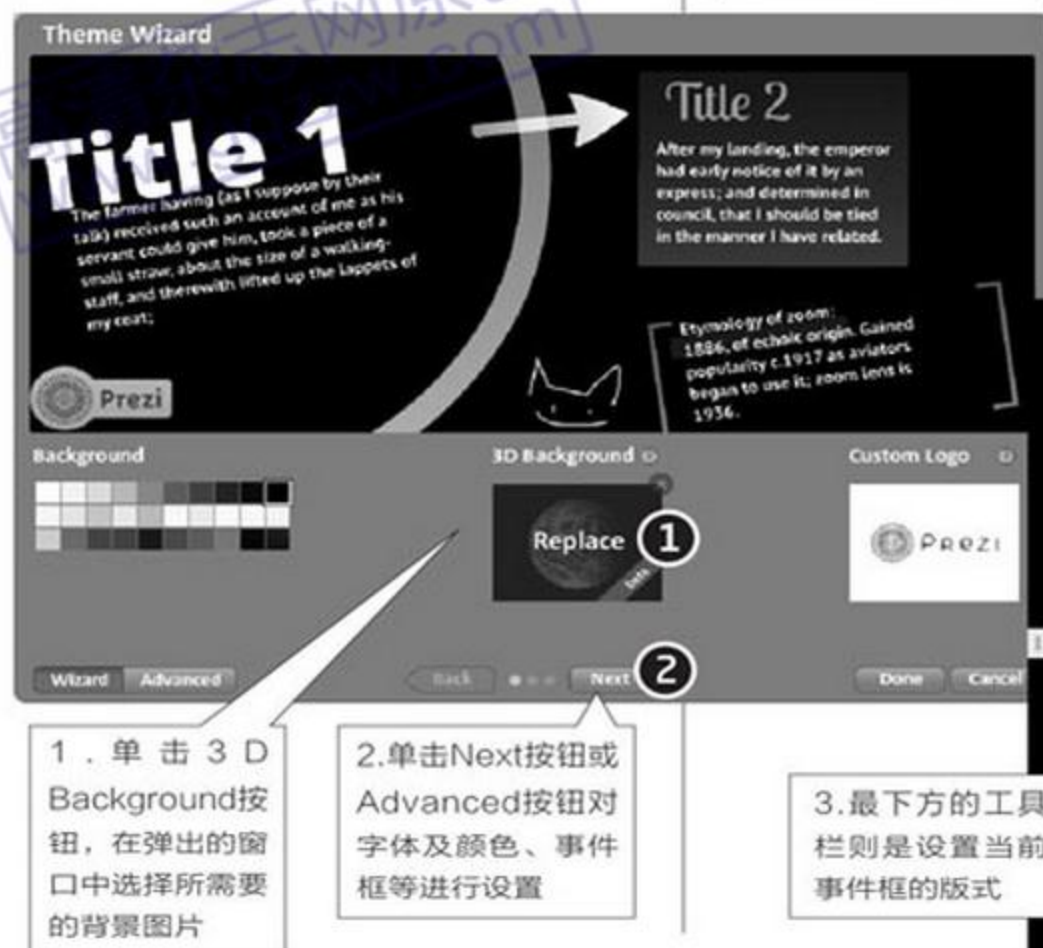 Theme Wizard
Title 1
The farmer having (as I suppose by their
talk) received such an account of me as his
servant could give him, took a piece of a
small straw, about the size of a walking-
staff, and therewith lifted up the lappets of
my coat;
Prezi
Title 2
After my landing, the emperor
had early notice of it by an
express; and determined in
council, that I should be tied
in the manner I have related.
Etymology of zoom:
1886, of echoic origin. Gained
popularity c.1917 as aviators
began to use it; zoom lens is
1936.
Background
3D Background
Custom Logo
Replace
1
PREZI
Wizard
Advanced
Back
Next
2
Done
Cancel
1.单击3D
Background按
钮，在弹出的窗
口中选择所需要
的背景图片
2.单击Next按钮或
Advanced按钮对
字体及颜色、事件
框等进行设置
3.最下方的工具
栏则是设置当前
事件框的版式